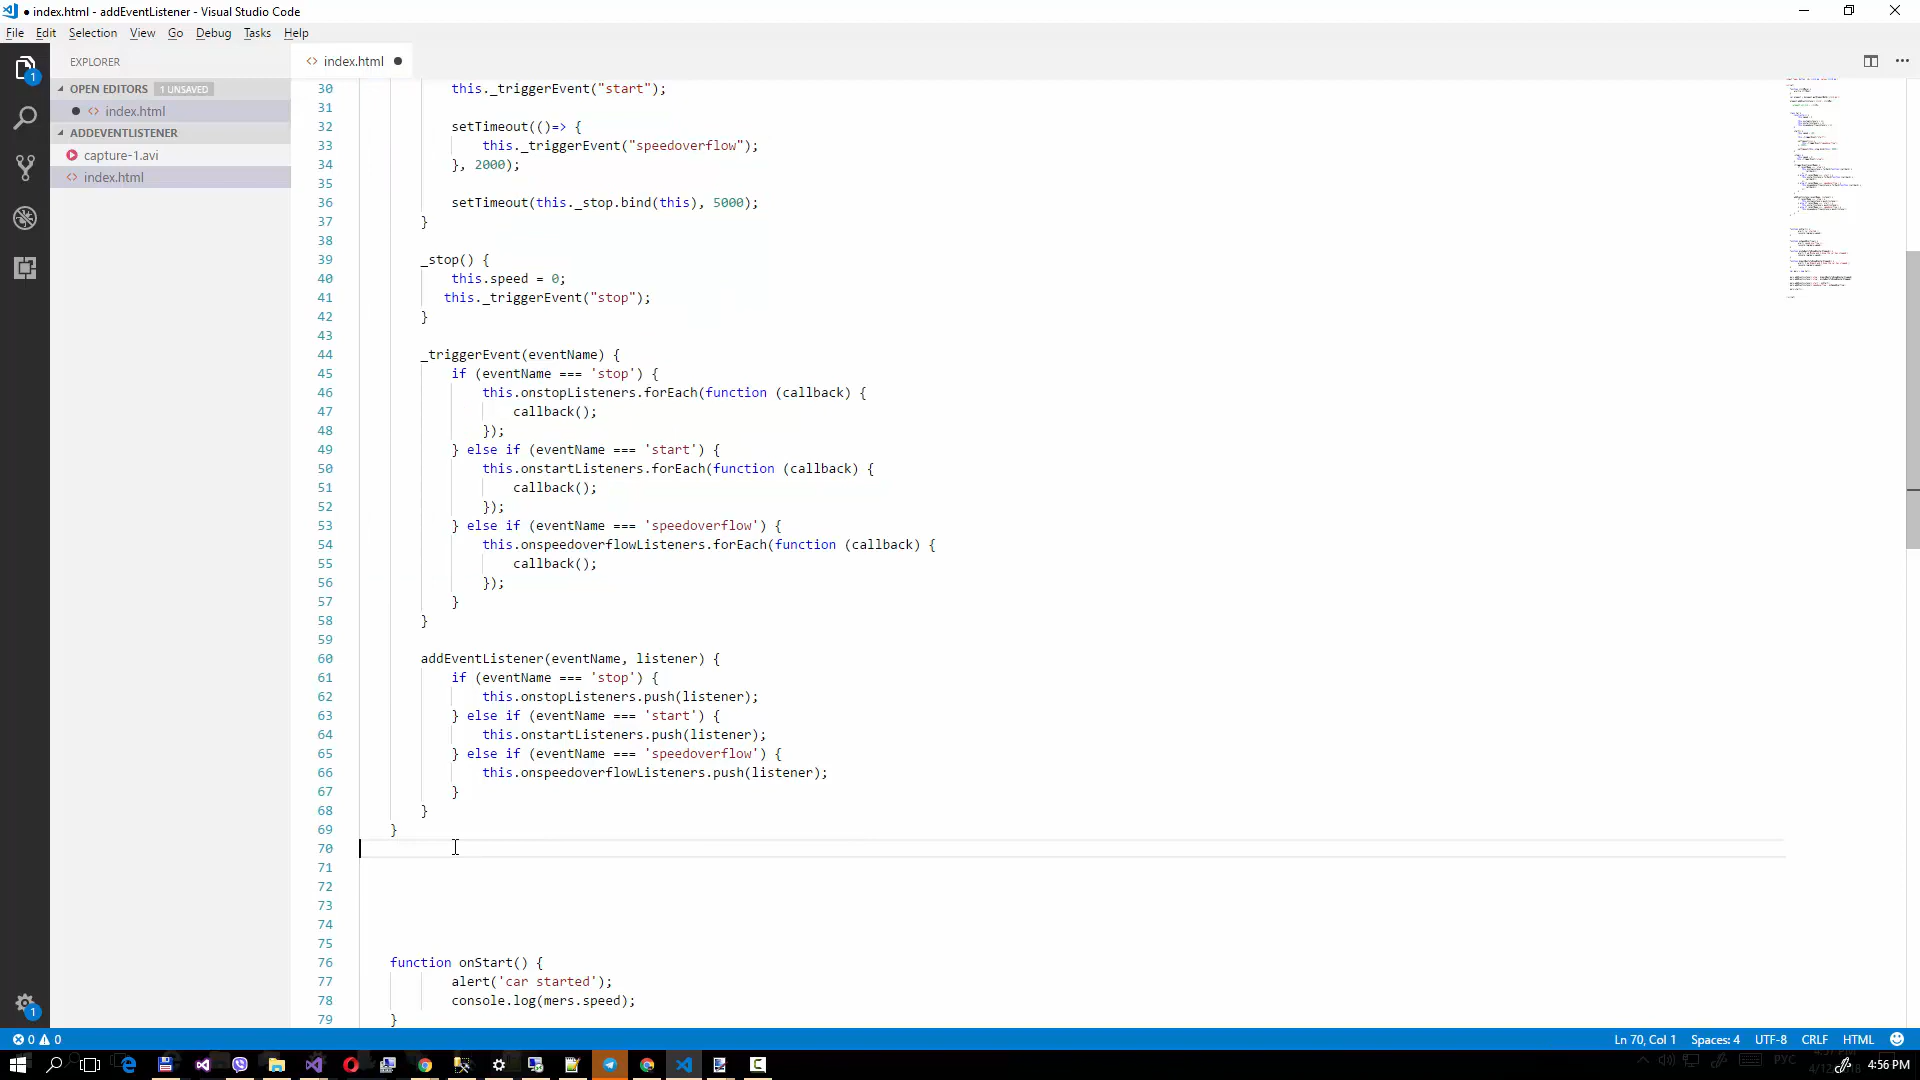 ● index.html - addEventListener - Visual Studio Code
File Edit Selection View Go Debug Tasks Help
EXPLORER
OPEN EDITORS 1 UNSAVED
● <> index.html
ADDEVENTLISTENER
capture-1.avi
<> index.html
<> index.html ●
30 this._triggerEvent("start");
31
32 setTimeout(()=> {
33 this._triggerEvent("speedoverflow");
34 }, 2000);
35
36 setTimeout(this._stop.bind(this), 5000);
37 }
38
39 _stop() {
40 this.speed = 0;
41 this._triggerEvent("stop");
42 }
43
44 _triggerEvent(eventName) {
45 if (eventName === 'stop') {
46 this.onstopListeners.forEach(function (callback) {
47 callback();
48 });
49 } else if (eventName === 'start') {
50 this.onstartListeners.forEach(function (callback) {
51 callback();
52 });
53 } else if (eventName === 'speedoverflow') {
54 this.onspeedoverflowListeners.forEach(function (callback) {
55 callback();
56 });
57 }
58 }
59
60 addEventListener(eventName, listener) {
61 if (eventName === 'stop') {
62 this.onstopListeners.push(listener);
63 } else if (eventName === 'start') {
64 this.onstartListeners.push(listener);
65 } else if (eventName === 'speedoverflow') {
66 this.onspeedoverflowListeners.push(listener);
67 }
68 }
69 }
70
71
72
73
74
75
76 function onStart() {
77 alert('car started');
78 console.log(mers.speed);
79 }
1
1
0 0 Ln 70, Col 1 Spaces: 4 UTF-8 CRLF HTML
РУС 4:56 PM